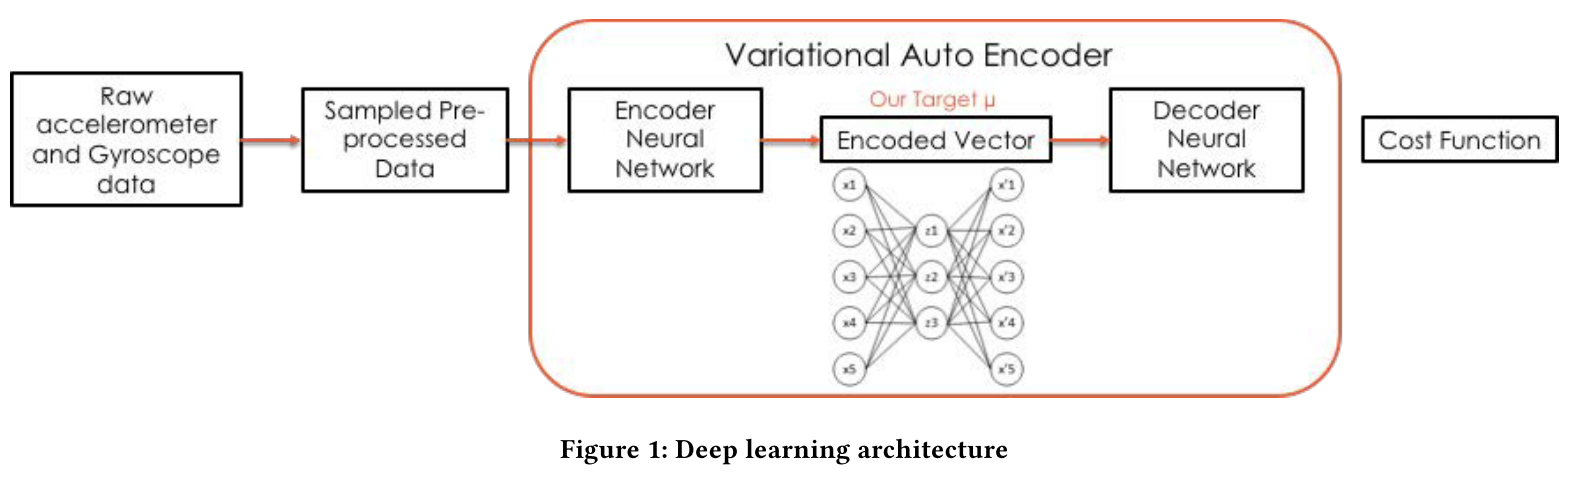 Variational Auto Encoder
Raw
accelerometer
and Gyroscope
data
Sampled Pre-
processed
Data
Encoder
Neural
Network
Our Target μ
Encoded Vector
Decoder
Neural
Network
Cost Function
x1
x'1
x2
z1
x'2
x3
z2
x'3
x4
z3
x'4
x5
x'5
Figure 1: Deep learning architecture